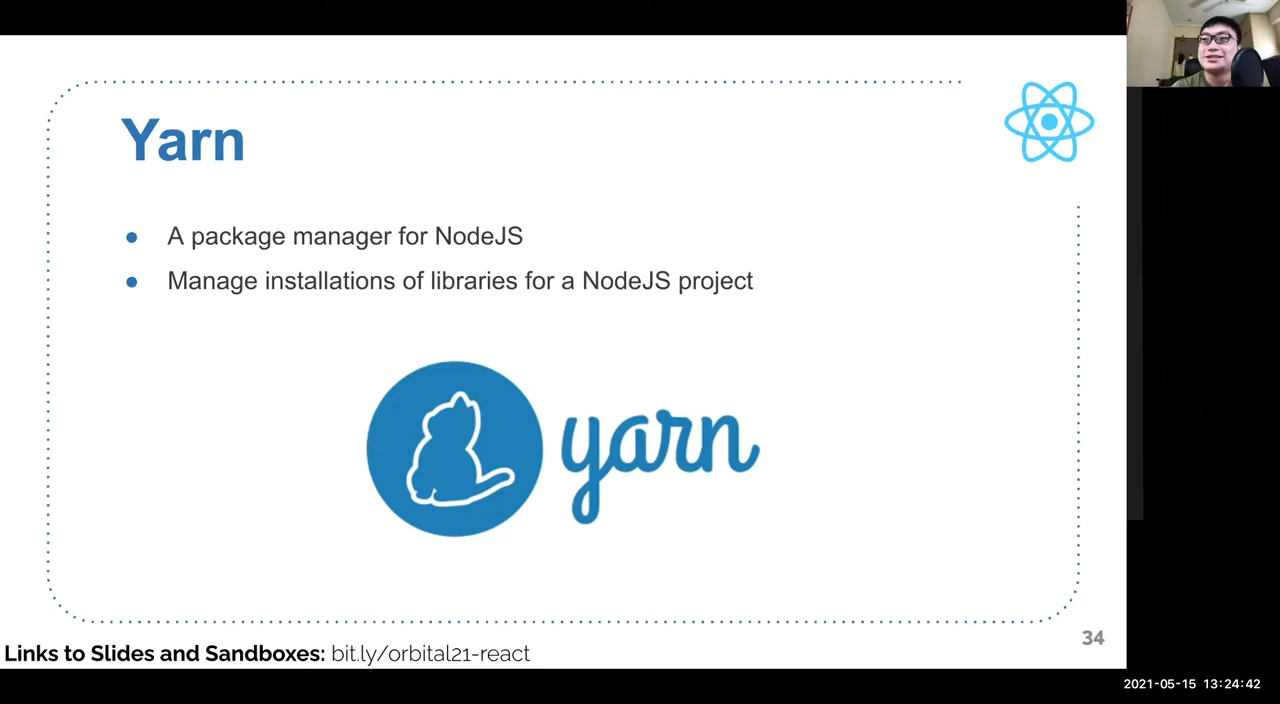 Yarn
A package manager for NodeJS
Manage installations of libraries for a NodeJS project
yarn
34
Links to Slides and Sandboxes: bit.ly/orbital21-react
2021-05-15 13:24:42